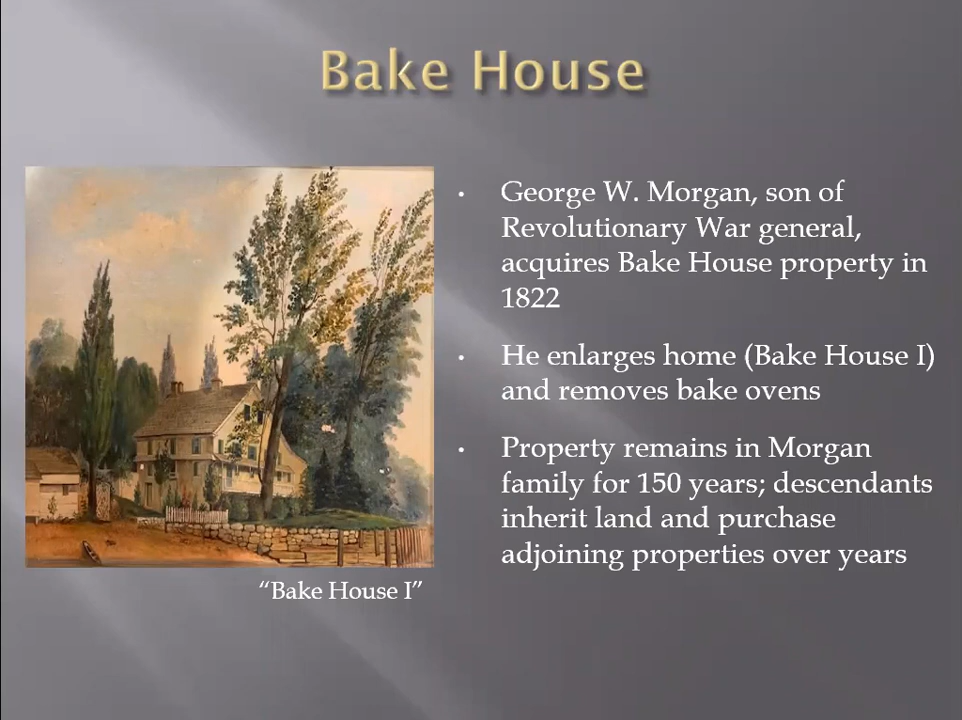 Bake House
• George W. Morgan, son of
Revolutionary War general,
acquires Bake House property in
1822
• He enlarges home (Bake House I)
and removes bake ovens
• Property remains in Morgan
family for 150 years; descendants
inherit land and purchase
adjoining properties over years
“Bake House I”